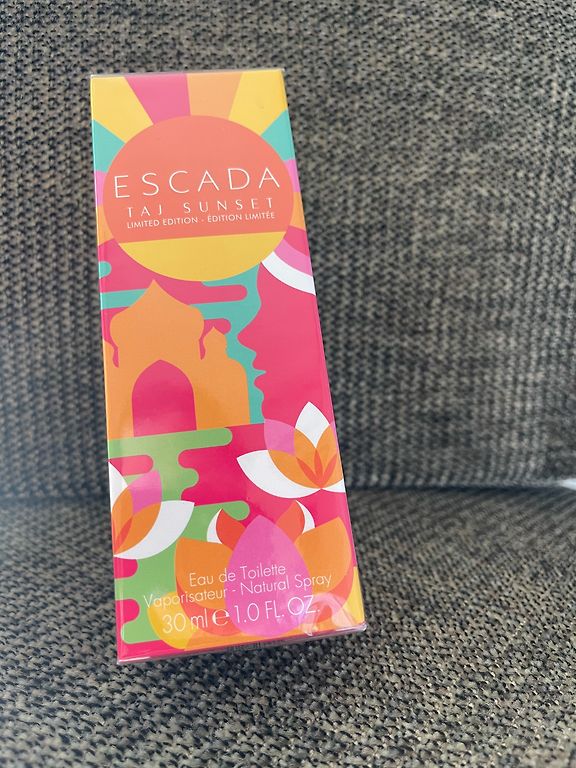 ESCADA
TAJ SUNSET
LIMITED EDITION - ÉDITION LIMITÉE
Eau de Toilette
Vaporisateur - Natural Spray
30 ml e 1.0 FL. OZ.